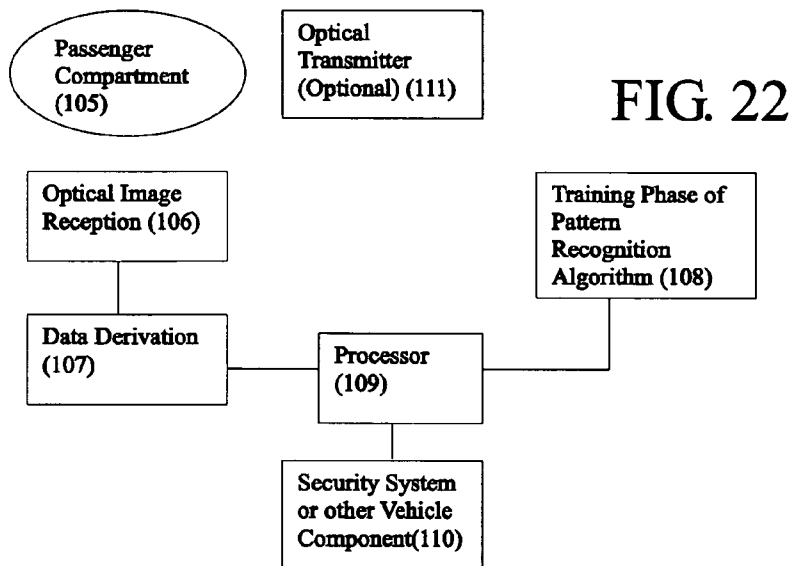 Passenger
Compartment
(105)
Optical
Transmitter
(Optional) (111)
FIG. 22
Optical Image
Reception (106)
Training Phase of
Pattern
Recognition
Algorithm (108)
Data Derivation
(107)
Processor
(109)
Security System
or other Vehicle
Component(110)